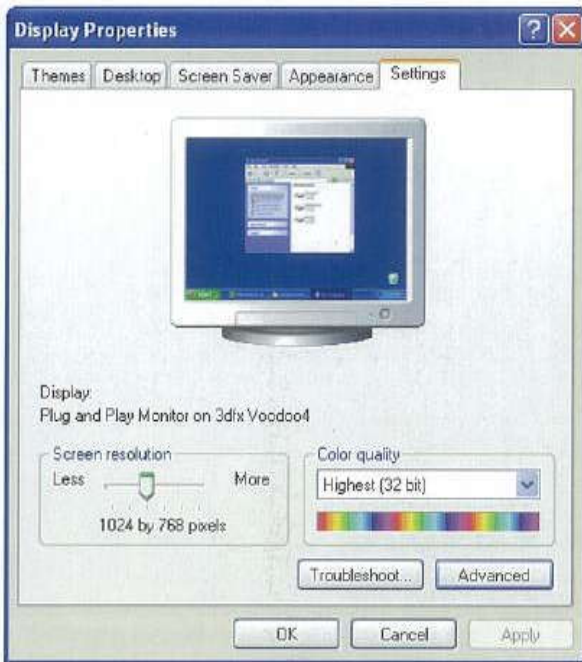 Display Properties
Themes Desktop Screen Saver Appearance Settings
Display:
Plug and Play Monitor on 3dfx Voodoo4
Screen resolution
Less More
1024 by 768 pixels
Color quality
Highest (32 bit)
Troubleshoot... Advanced
OK Cancel Apply